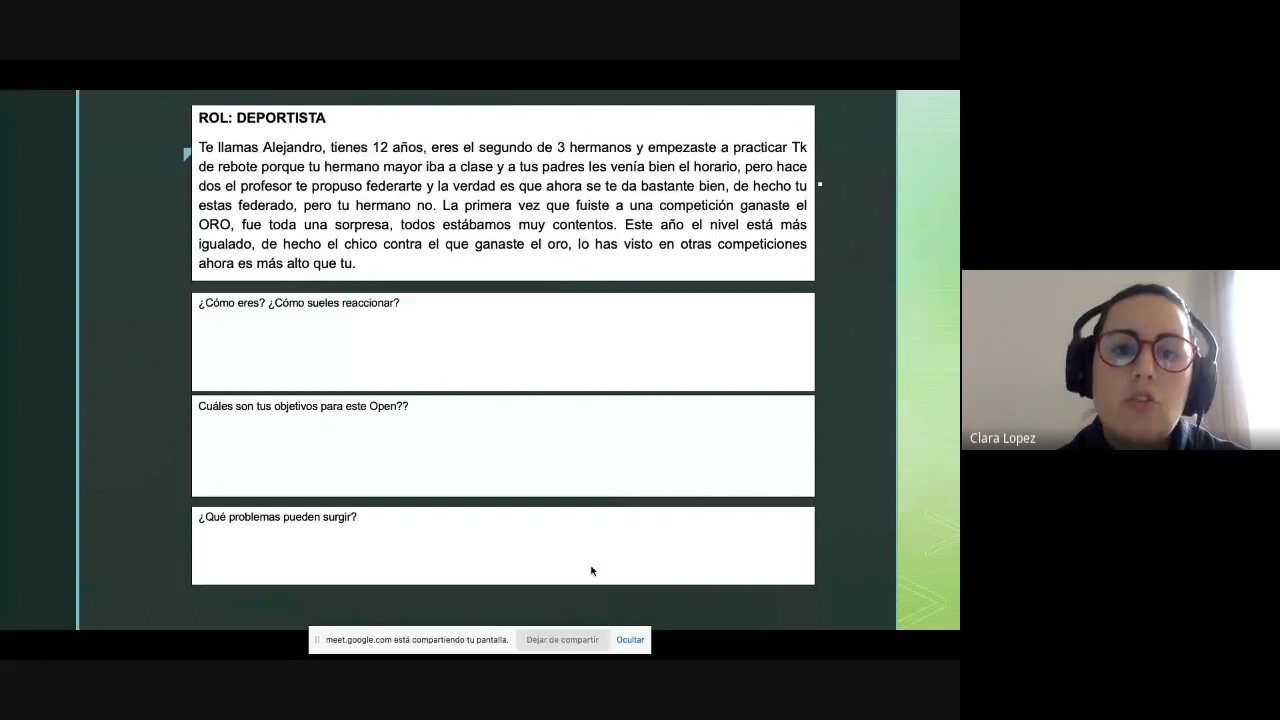 ROL: DEPORTISTA
Te llamas Alejandro, tienes 12 años, eres el segundo de 3 hermanos y empezaste a practicar Tk
de rebote porque tu hermano mayor iba a clase y a tus padres les venía bien el horario, pero hace
dos el profesor te propuso federarte y la verdad es que ahora se te da bastante bien, de hecho tu
estas federado, pero tu hermano no. La primera vez que fuiste a una competición ganaste el
ORO, fue toda una sorpresa, todos estábamos muy contentos. Este año el nivel está más
igualado, de hecho el chico contra el que ganaste el oro, lo has visto en otras competiciones
ahora es más alto que tu.
¿Cómo eres? ¿Cómo sueles reaccionar?
Cuáles son tus objetivos para este Open??
¿Qué problemas pueden surgir?
meet.google.com está compartiendo tu pantalla.
Dejar de compartir
Ocultar
Clara Lopez